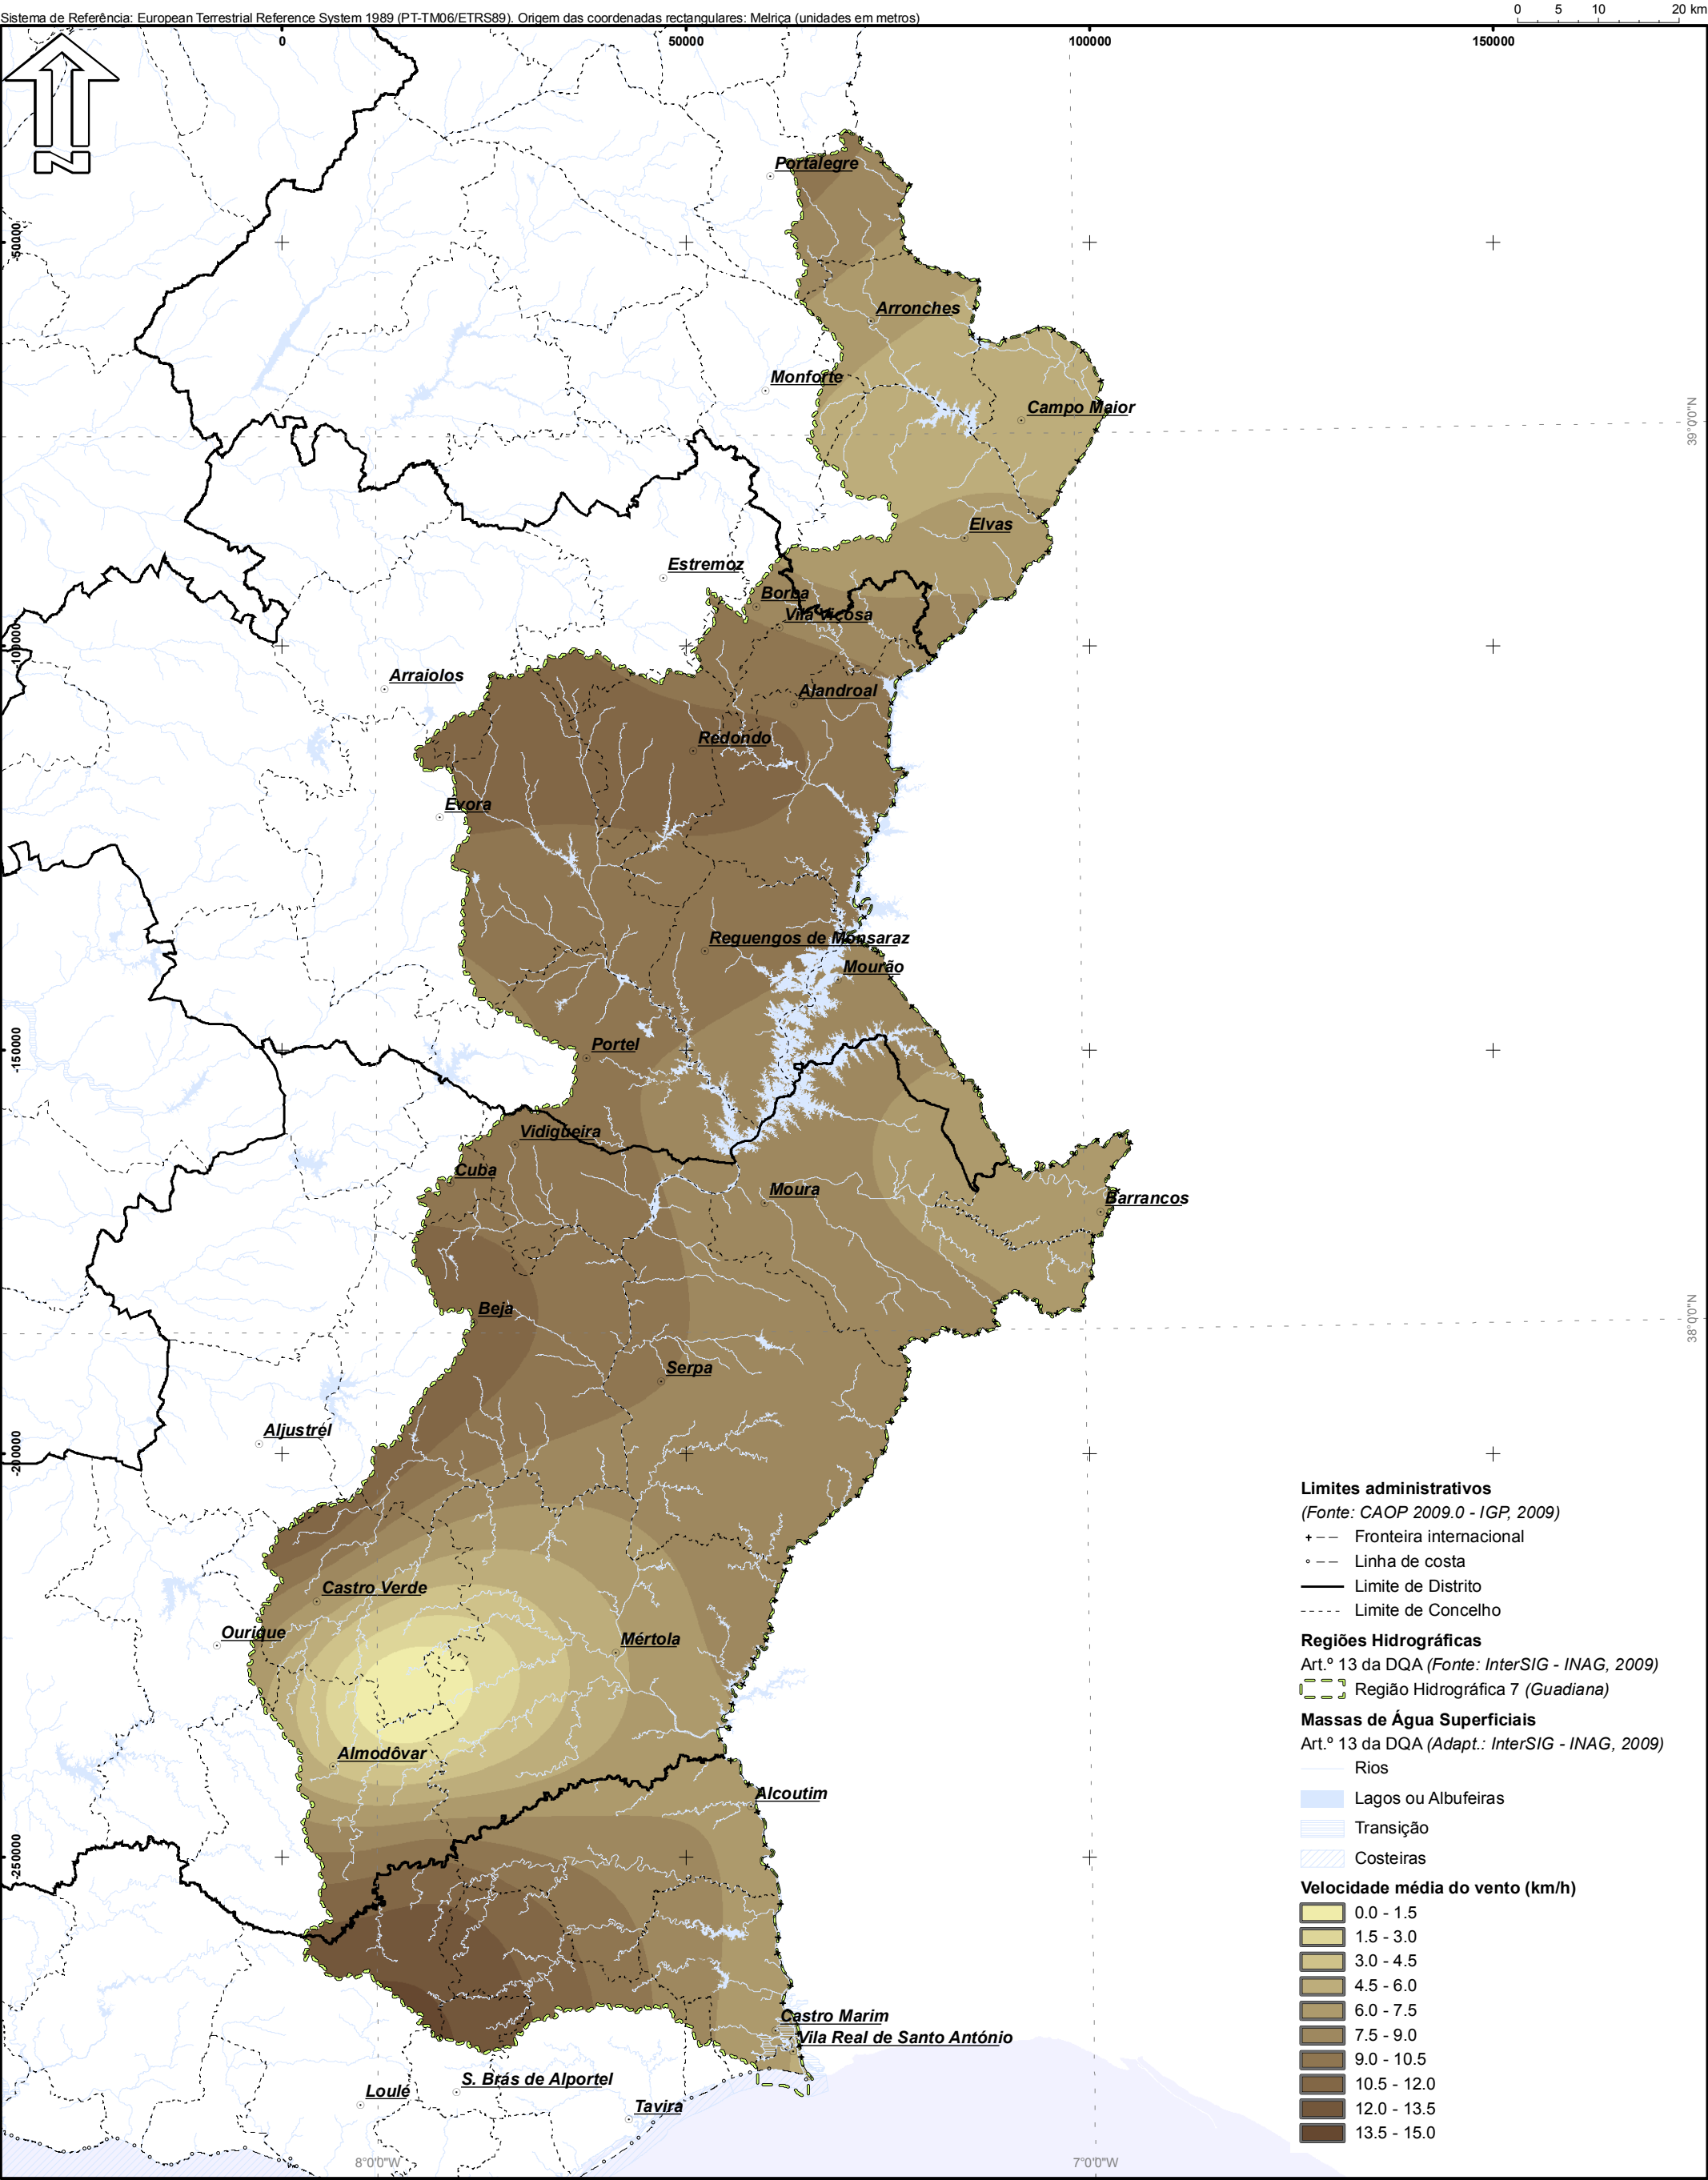 Sistema de Referência: European Terrestrial Reference System 1989 (PT-TM06/ETRS89). Origem das coordenadas rectangulares: Melriça (unidades em metros)
0 5 10 20 km
0 50000 100000 150000
N
-50000
-100000
-150000
-200000
-250000
39°0'0"N
38°0'0"N
8°0'0"W
7°0'0"W
Portalegre
Arronches
Monforte
Campo Maior
Elvas
Estremoz
Borba
Vila Viçosa
Arraiolos
Alandroal
Redondo
Évora
Reguengos de Monsaraz
Mourão
Portel
Vidigueira
Cuba
Moura
Barrancos
Beja
Serpa
Aljustrel
Castro Verde
Ourique
Mértola
Almodôvar
Alcoutim
Castro Marim
Vila Real de Santo António
S. Brás de Alportel
Loulé
Tavira
Limites administrativos
(Fonte: CAOP 2009.0 - IGP, 2009)
Fronteira internacional
Linha de costa
Limite de Distrito
Limite de Concelho
Regiões Hidrográficas
Art.º 13 da DQA (Fonte: InterSIG - INAG, 2009)
Região Hidrográfica 7 (Guadiana)
Massas de Água Superficiais
Art.º 13 da DQA (Adapt.: InterSIG - INAG, 2009)
Rios
Lagos ou Albufeiras
Transição
Costeiras
Velocidade média do vento (km/h)
0.0 - 1.5
1.5 - 3.0
3.0 - 4.5
4.5 - 6.0
6.0 - 7.5
7.5 - 9.0
9.0 - 10.5
10.5 - 12.0
12.0 - 13.5
13.5 - 15.0